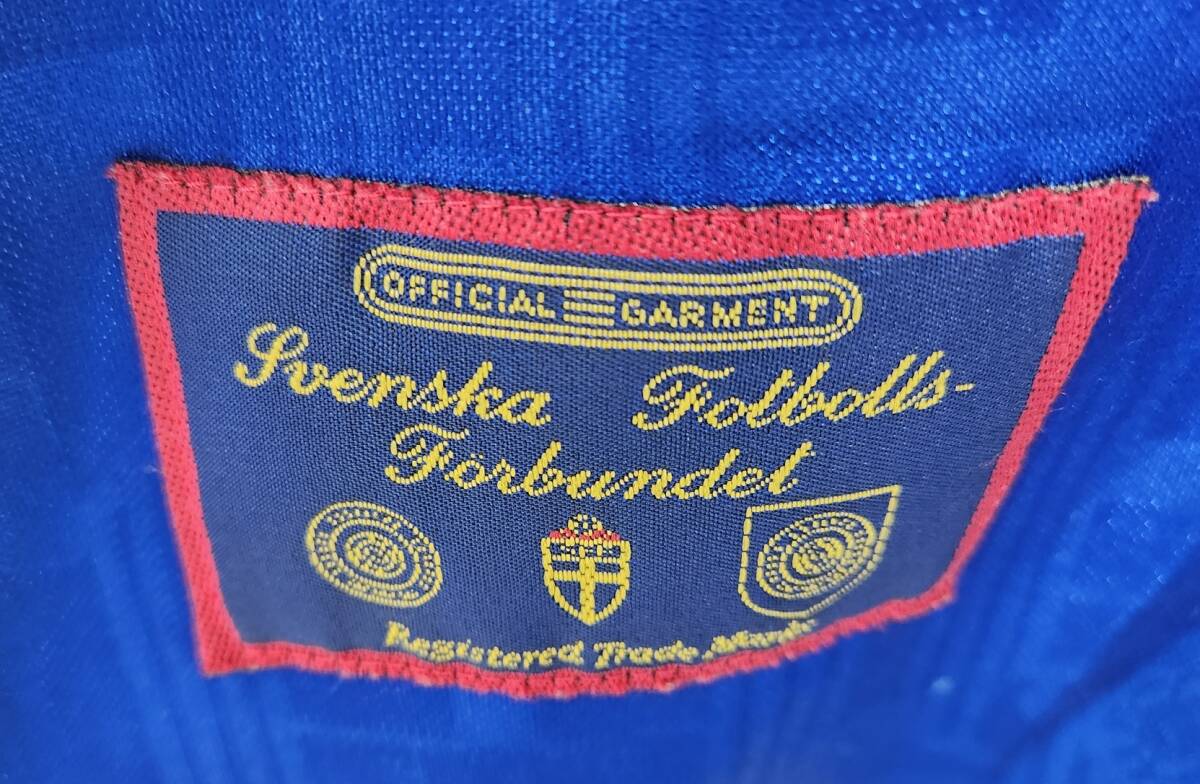 OFFICIAL GARMENT
Svenska Fotbolls-
Förbundet
Registered Trade Mark